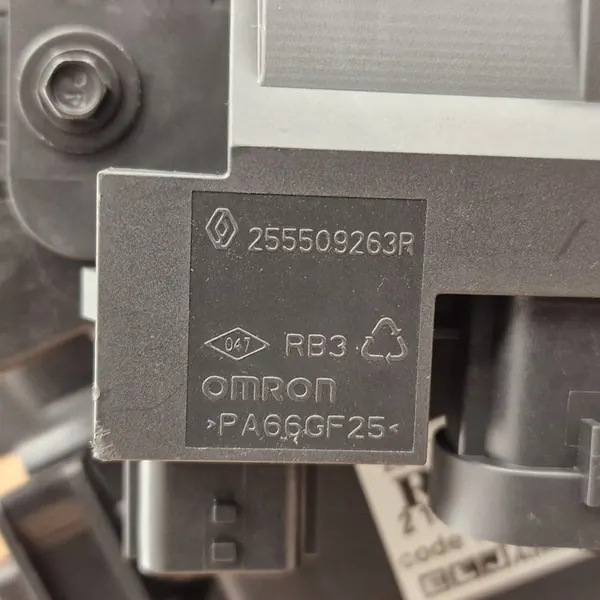 255509263R
047 RB3
OMRON
>PA66GF25<
code